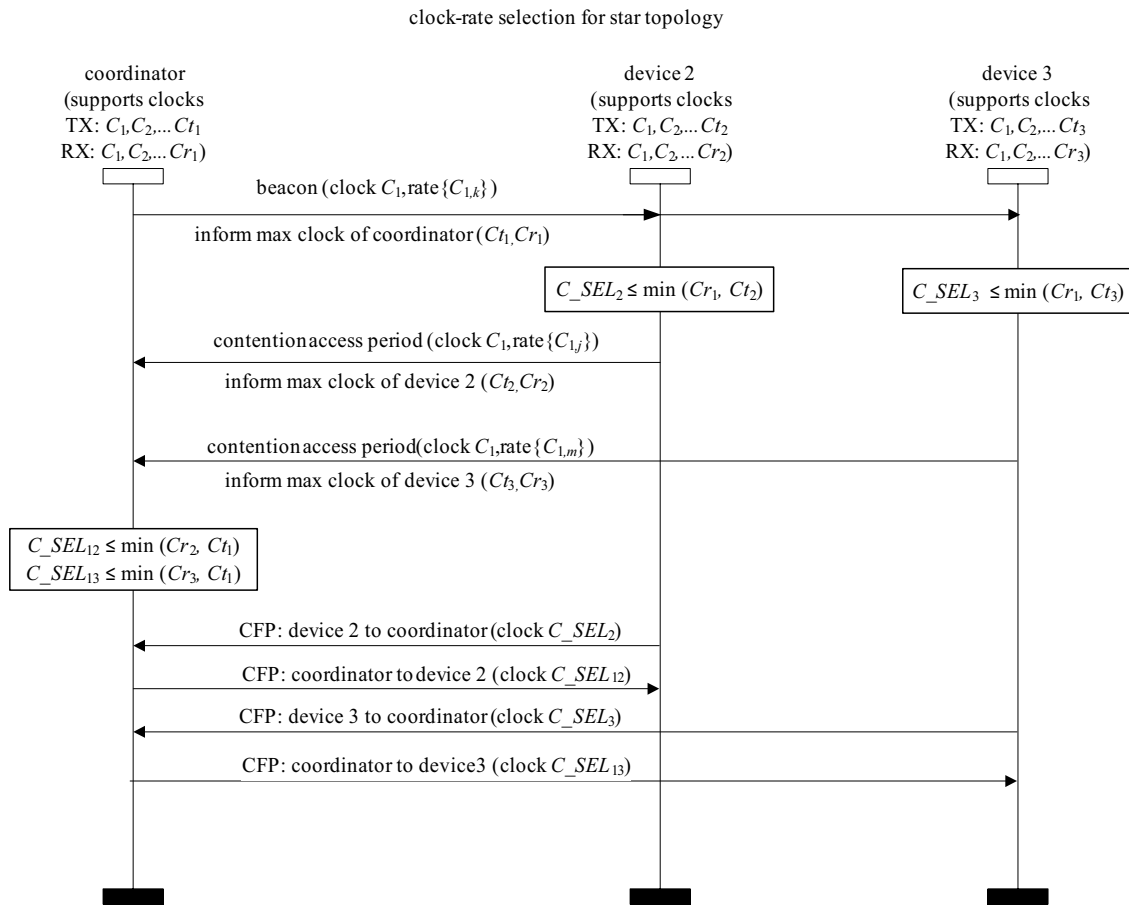 clock-rate selection for star topology
coordinator
(supports clocks
TX: C₁,C₂,... Ct₁
RX: C₁,C₂,... Cr₁)
device 2
(supports clocks
TX: C₁,C₂,... Ct₂
RX: C₁,C₂,... Cr₂)
device 3
(supports clocks
TX: C₁,C₂,... Ct₃
RX: C₁,C₂,... Cr₃)
beacon (clock C₁,rate{C₁,ₖ})
inform max clock of coordinator (Ct₁,Cr₁)
C_SEL₂ ≤ min (Cr₁, Ct₂)
C_SEL₃ ≤ min (Cr₁, Ct₃)
contention access period (clock C₁,rate{C₁,ⱼ})
inform max clock of device 2 (Ct₂,Cr₂)
contention access period(clock C₁,rate{C₁,ₘ})
inform max clock of device 3 (Ct₃,Cr₃)
C_SEL₁₂ ≤ min (Cr₂, Ct₁)
C_SEL₁₃ ≤ min (Cr₃, Ct₁)
CFP: device 2 to coordinator (clock C_SEL₂)
CFP: coordinator to device 2 (clock C_SEL₁₂)
CFP: device 3 to coordinator (clock C_SEL₃)
CFP: coordinator to device3 (clock C_SEL₁₃)